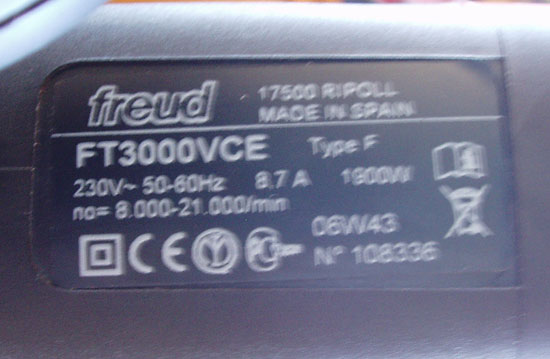 freud
17500 RIPOLL
MADE IN SPAIN
FT3000VCE Type F
230V~ 50-60Hz 8,7 A 1900W
no= 8.000-21.000/min
06W43
CE
Nº 108336